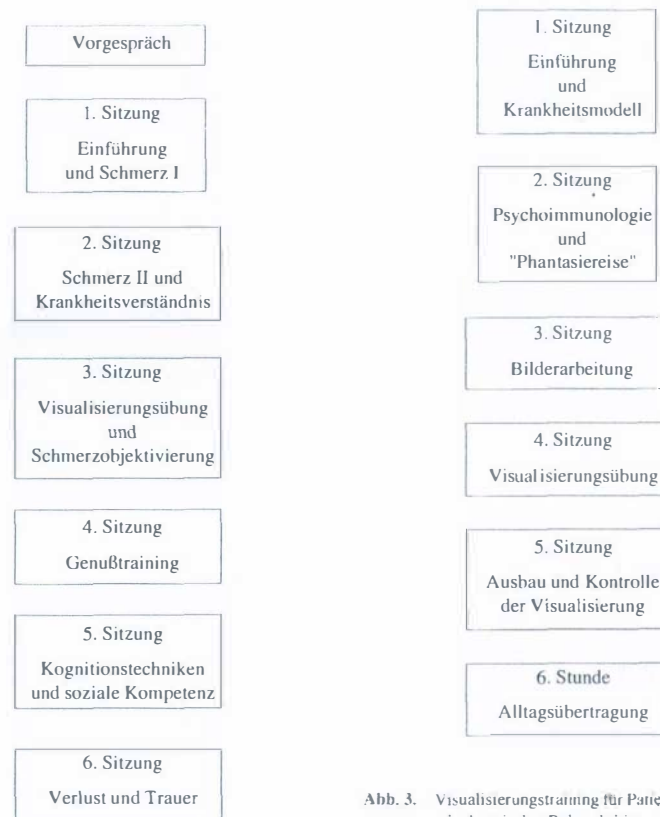 Vorgespräch
1. Sitzung
Einführung
und Schmerz I
2. Sitzung
Schmerz II und
Krankheitsverständnis
3. Sitzung
Visualisierungsübung
und
Schmerzobjektivierung
4. Sitzung
Genußtraining
5. Sitzung
Kognitionstechniken
und soziale Kompetenz
6. Sitzung
Verlust und Trauer
1. Sitzung
Einführung
und
Krankheitsmodell
2. Sitzung
Psychoimmunologie
und
"Phantasiereise"
3. Sitzung
Bilderarbeitung
4. Sitzung
Visualisierungsübung
5. Sitzung
Ausbau und Kontrolle
der Visualisierung
6. Stunde
Alltagsübertragung
Abb. 3. Visualisierungstraining für